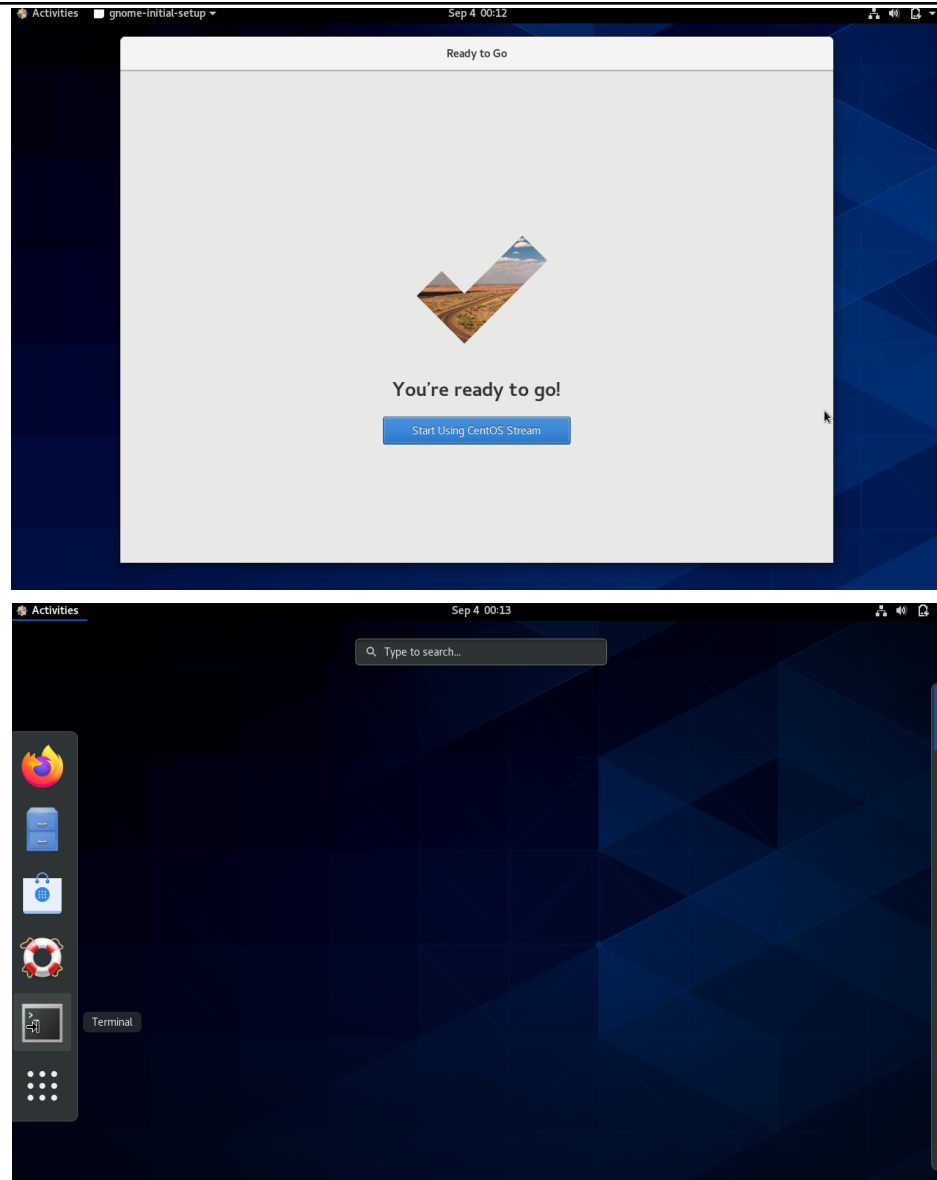 Activities gnome-initial-setup Sep 4 00:12
Ready to Go
You're ready to go!
Start Using CentOS Stream
Activities Sep 4 00:13
Type to search...
Terminal